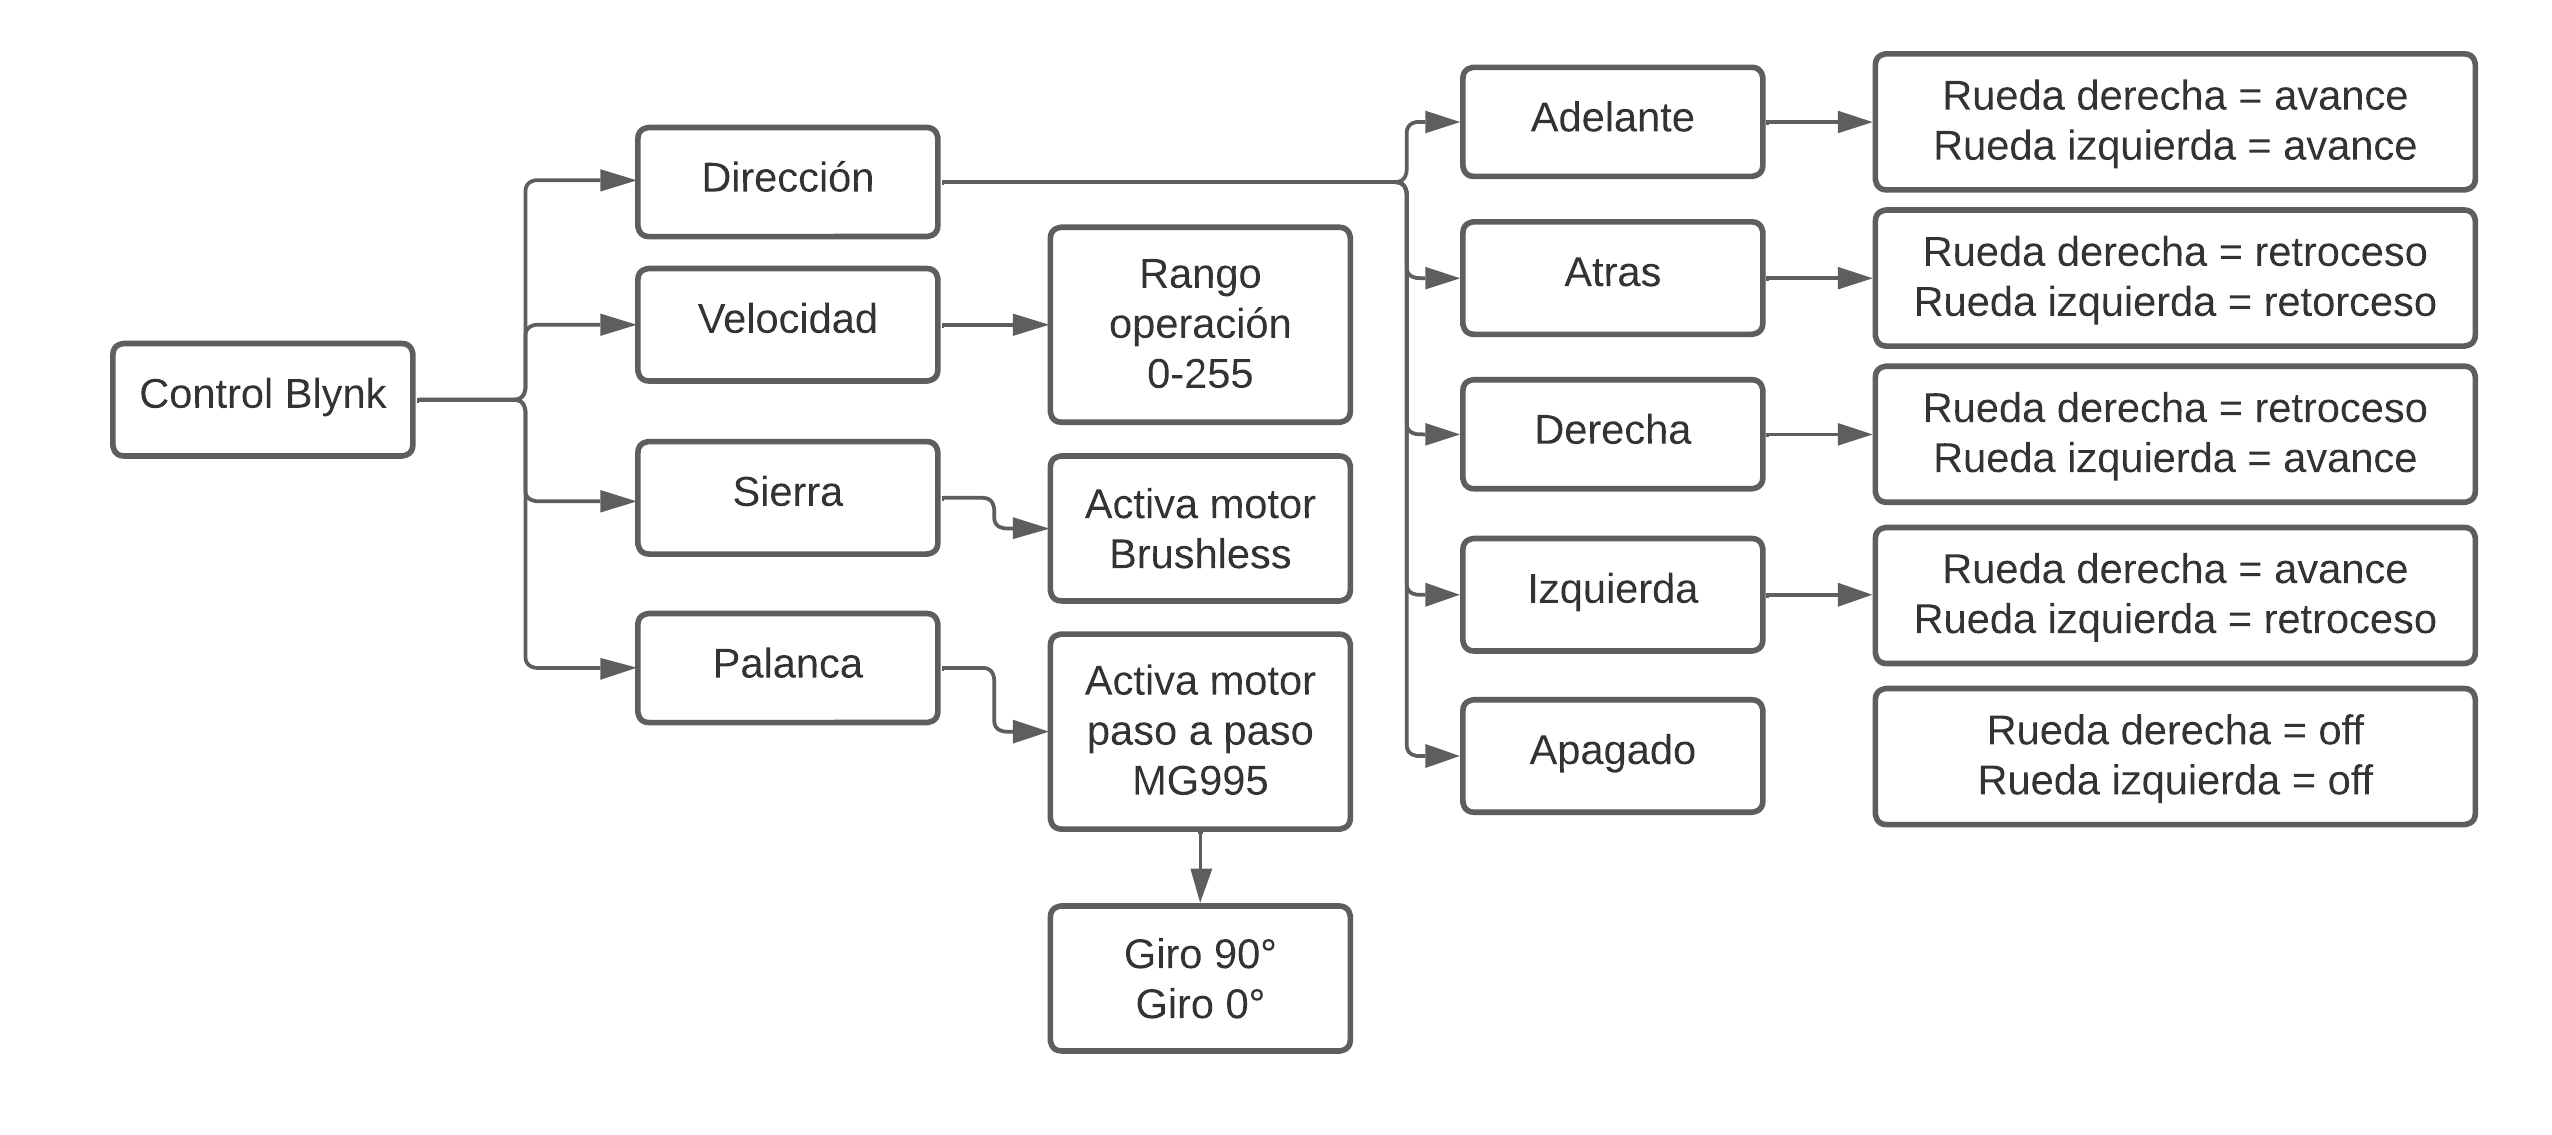 Control Blynk
Dirección
Velocidad
Sierra
Palanca
Rango
operación
0-255
Activa motor
Brushless
Activa motor
paso a paso
MG995
Giro 90°
Giro 0°
Adelante
Atras
Derecha
Izquierda
Apagado
Rueda derecha = avance
Rueda izquierda = avance
Rueda derecha = retroceso
Rueda izquierda = retorceso
Rueda derecha = retroceso
Rueda izquierda = avance
Rueda derecha = avance
Rueda izquierda = retroceso
Rueda derecha = off
Rueda izquierda = off